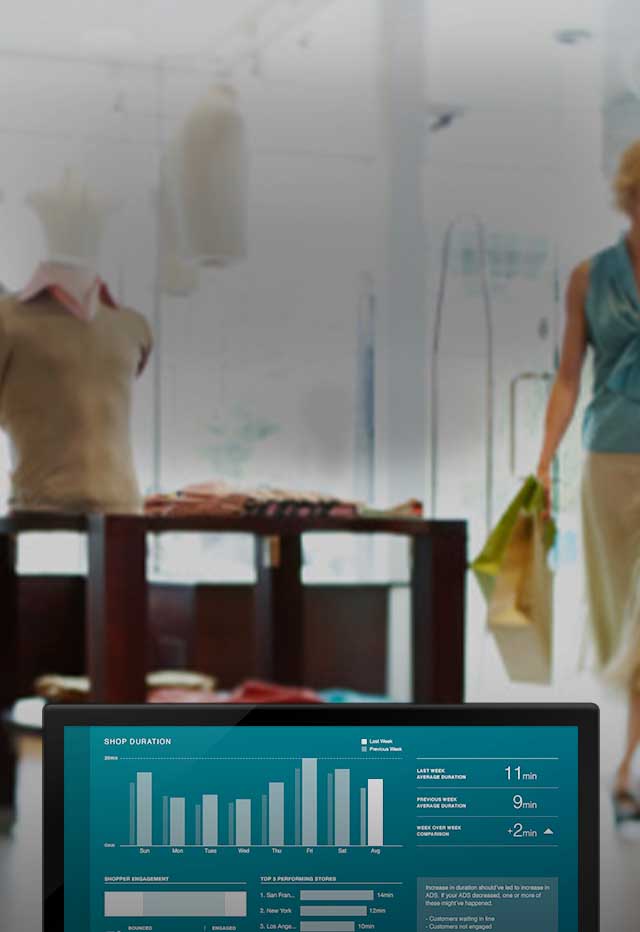 SHOP DURATION
Last Week
Previous Week
20min
0min
Sun Mon Tues Wed Thu Fri Sat Avg
LAST WEEK
AVERAGE DURATION
11min
PREVIOUS WEEK
AVERAGE DURATION
9min
WEEK OVER WEEK
COMPARISON
+2min
SHOPPER ENGAGEMENT
BOUNCED
ENGAGED
TOP 5 PERFORMING STORES
1. San Fran... 14min
2. New York 12min
3. Los Ange... 10min
Increase in duration should've led to increase in
ADS. If your ADS decreased, one or more of
these might've happened.
- Customers waiting in line
- Customers not engaged